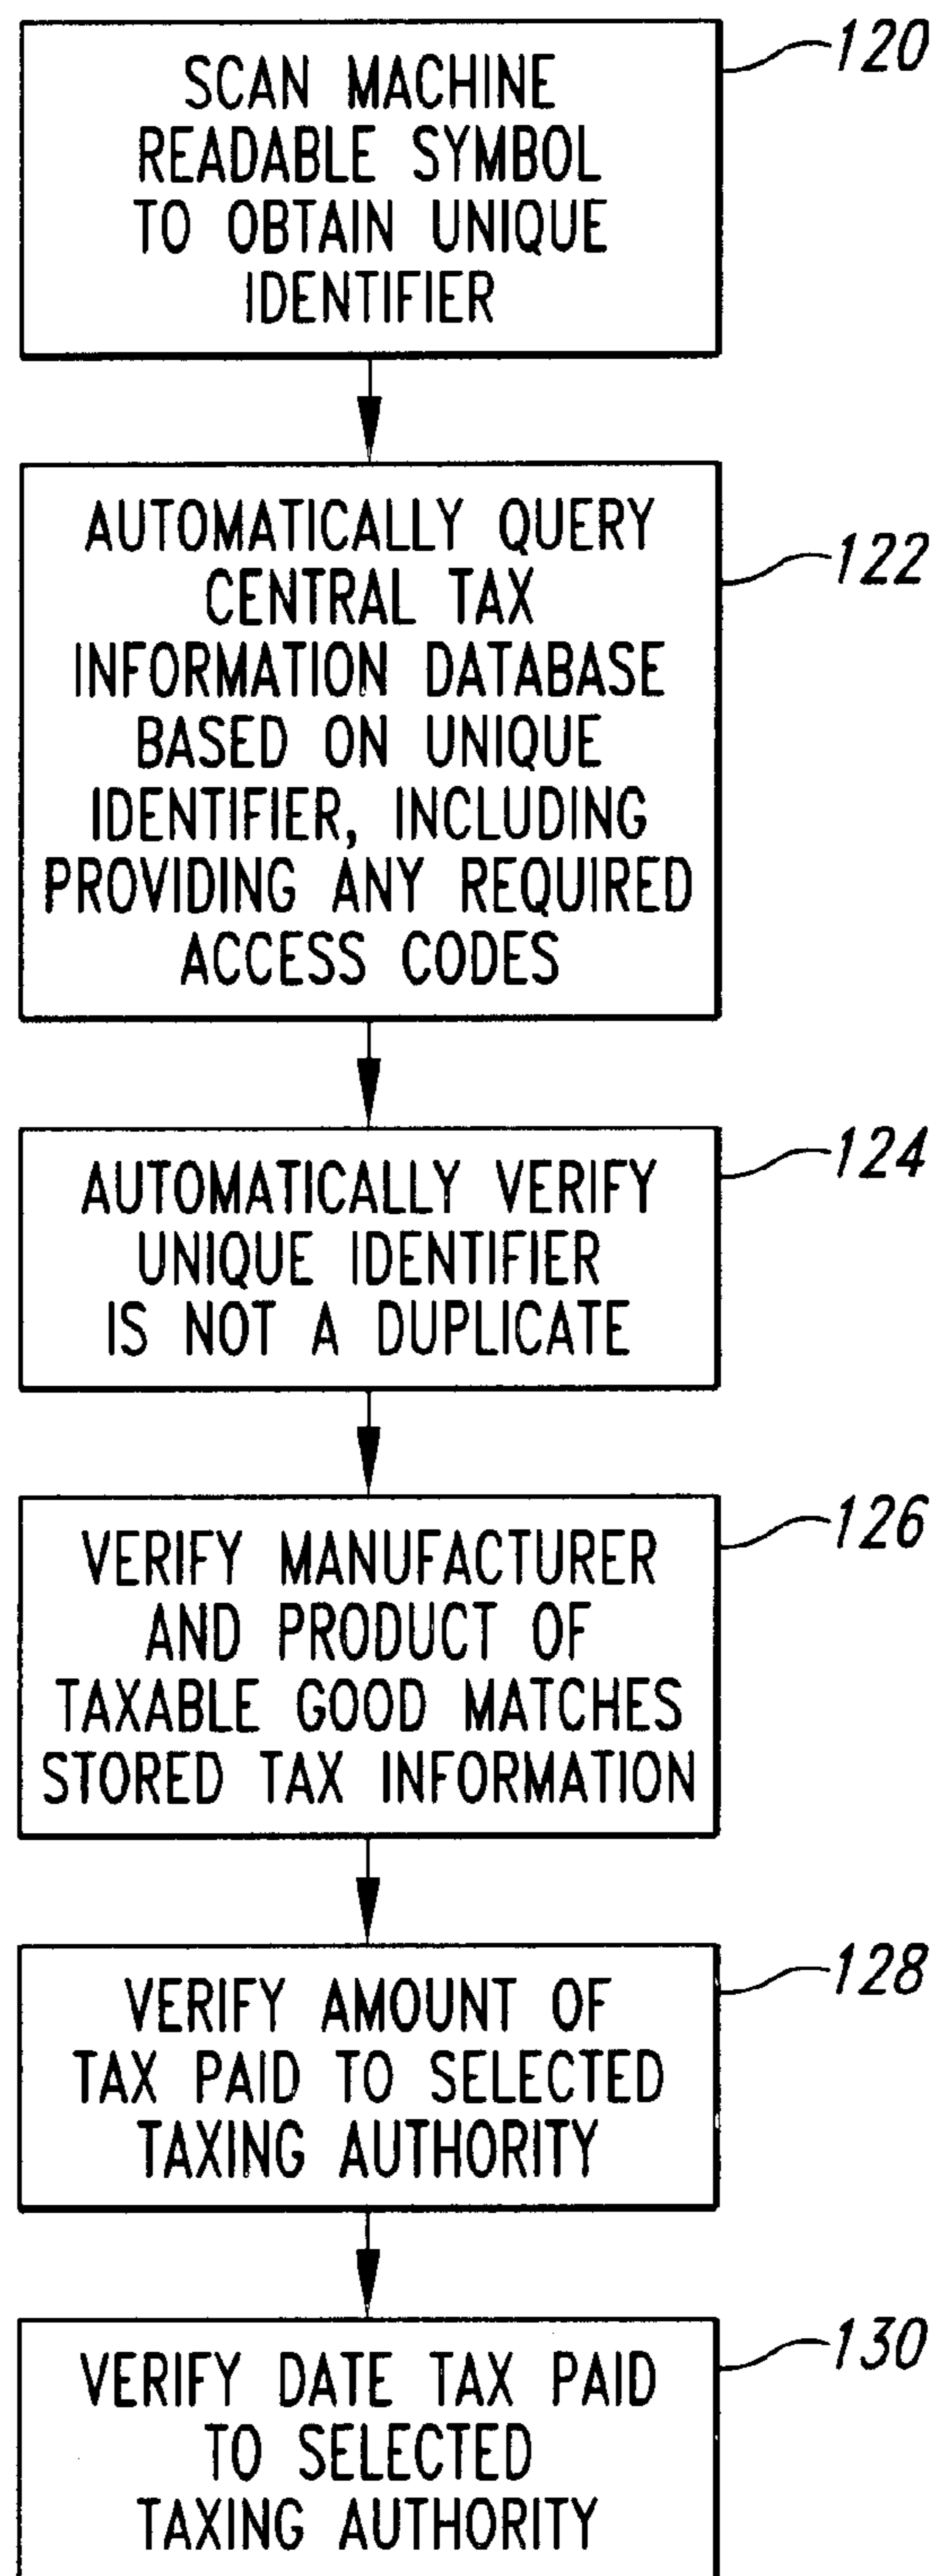 SCAN MACHINE
READABLE SYMBOL
TO OBTAIN UNIQUE
IDENTIFIER
120
AUTOMATICALLY QUERY
CENTRAL TAX
INFORMATION DATABASE
BASED ON UNIQUE
IDENTIFIER, INCLUDING
PROVIDING ANY REQUIRED
ACCESS CODES
122
AUTOMATICALLY VERIFY
UNIQUE IDENTIFIER
IS NOT A DUPLICATE
124
VERIFY MANUFACTURER
AND PRODUCT OF
TAXABLE GOOD MATCHES
STORED TAX INFORMATION
126
VERIFY AMOUNT OF
TAX PAID TO SELECTED
TAXING AUTHORITY
128
VERIFY DATE TAX PAID
TO SELECTED
TAXING AUTHORITY
130